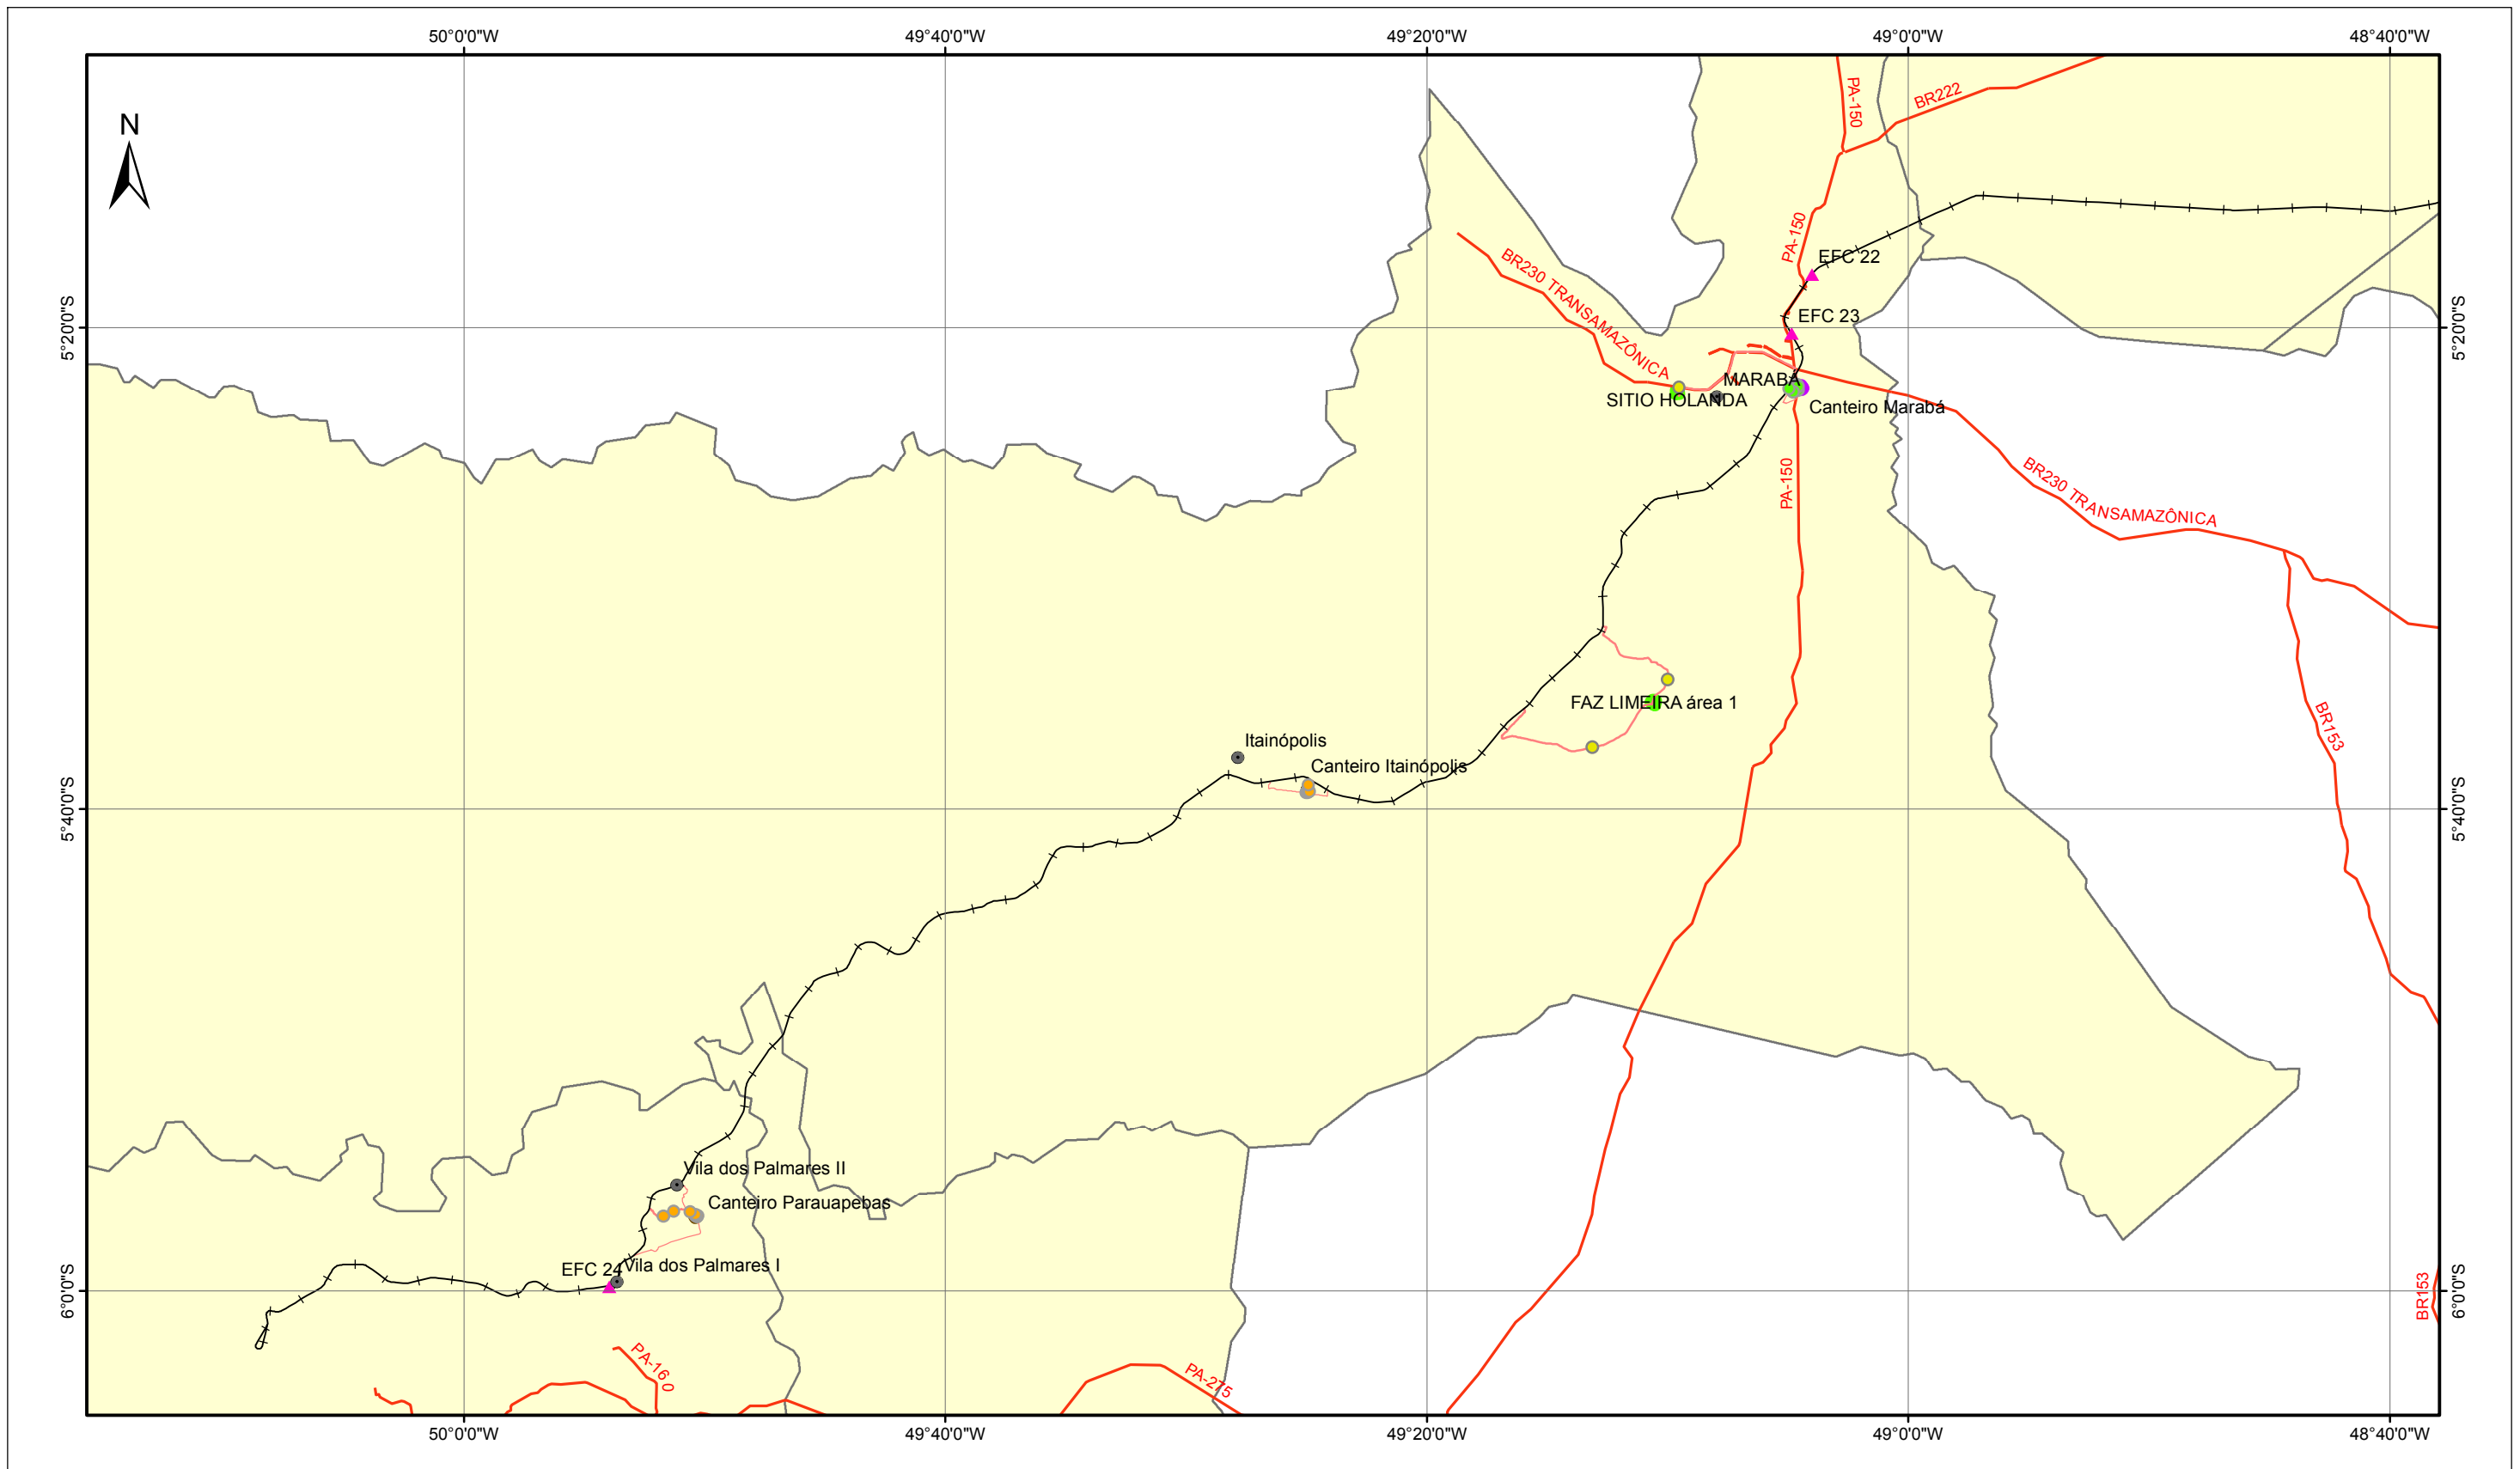 50°0'0"W
49°40'0"W
49°20'0"W
49°0'0"W
48°40'0"W
N
PA-150
BR222
PA-150
EFC 22
BR230 TRANSAMAZÔNICA
EFC 23
5°20'0"S
5°20'0"S
MARABÁ
SITIO HOLANDA
Canteiro Marabá
PA-150
BR230 TRANSAMAZÔNICA
FAZ LIMEIRA área 1
BR153
Itainópolis
Canteiro Itainópolis
5°40'0"S
5°40'0"S
Vila dos Palmares II
Canteiro Parauapebas
EFC 24
Vila dos Palmares I
6°0'0"S
6°0'0"S
BR153
PA-16 0
PA-275
50°0'0"W
49°40'0"W
49°20'0"W
49°0'0"W
48°40'0"W